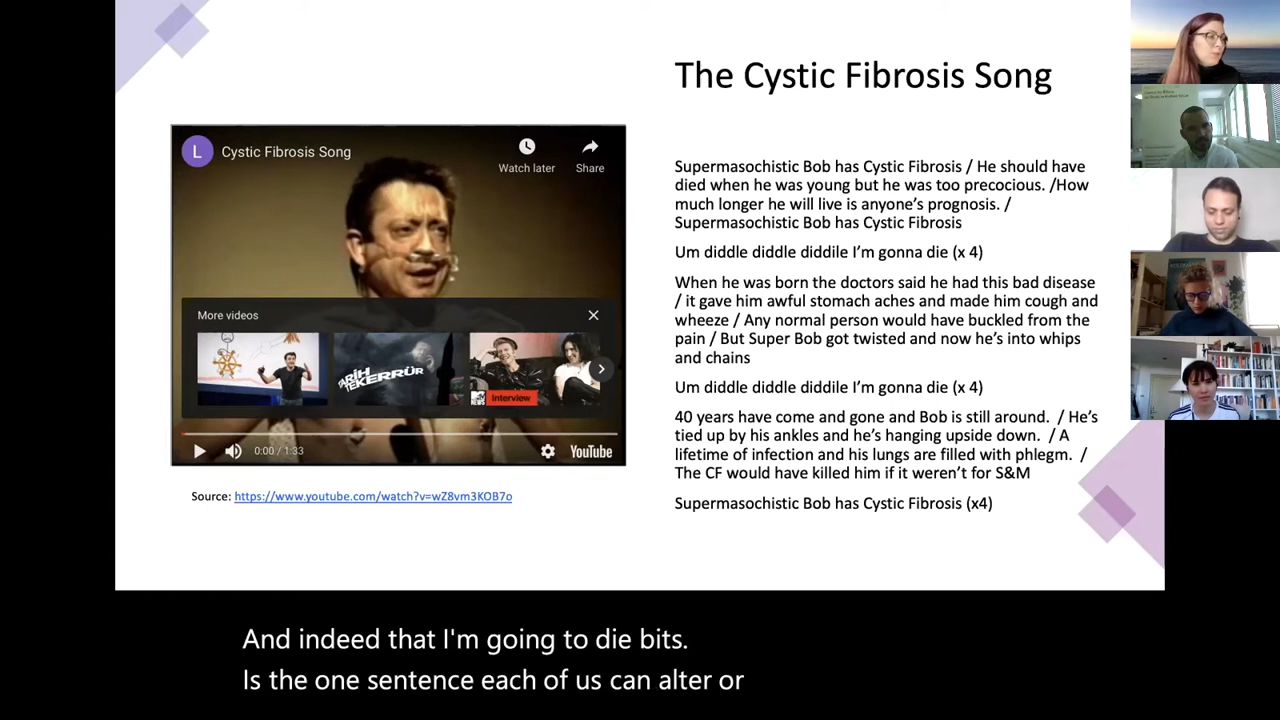 The Cystic Fibrosis Song
L
Cystic Fibrosis Song
Watch later
Share
More videos
TARİH
TEKERRÜR
Interview
0:00 / 1:33
YouTube
Source: https://www.youtube.com/watch?v=wZ8vm3KOB7o
Supermasochistic Bob has Cystic Fibrosis / He should have
died when he was young but he was too precocious. /How
much longer he will live is anyone’s prognosis. /
Supermasochistic Bob has Cystic Fibrosis
Um diddle diddle diddile I’m gonna die (x 4)
When he was born the doctors said he had this bad disease
/ it gave him awful stomach aches and made him cough and
wheeze / Any normal person would have buckled from the
pain / But Super Bob got twisted and now he’s into whips
and chains
Um diddle diddle diddile I’m gonna die (x 4)
40 years have come and gone and Bob is still around. / He’s
tied up by his ankles and he’s hanging upside down. / A
lifetime of infection and his lungs are filled with phlegm. /
The CF would have killed him if it weren’t for S&M
Supermasochistic Bob has Cystic Fibrosis (x4)
And indeed that I'm going to die bits.
Is the one sentence each of us can alter or